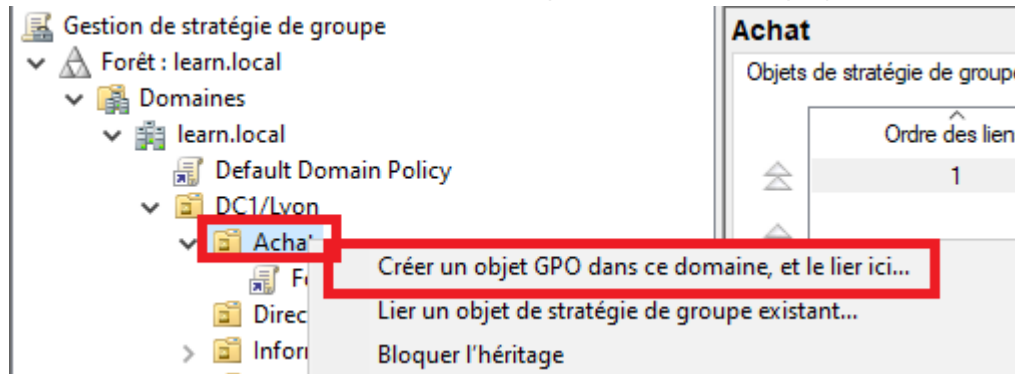 Gestion de stratégie de groupe
Forêt : learn.local
Domaines
learn.local
Default Domain Policy
DC1/Lyon
Achat
Direc
Inforr
Créer un objet GPO dans ce domaine, et le lier ici...
Lier un objet de stratégie de groupe existant...
Bloquer l'héritage
Achat
Objets de stratégie de groupe
Ordre des lien
1